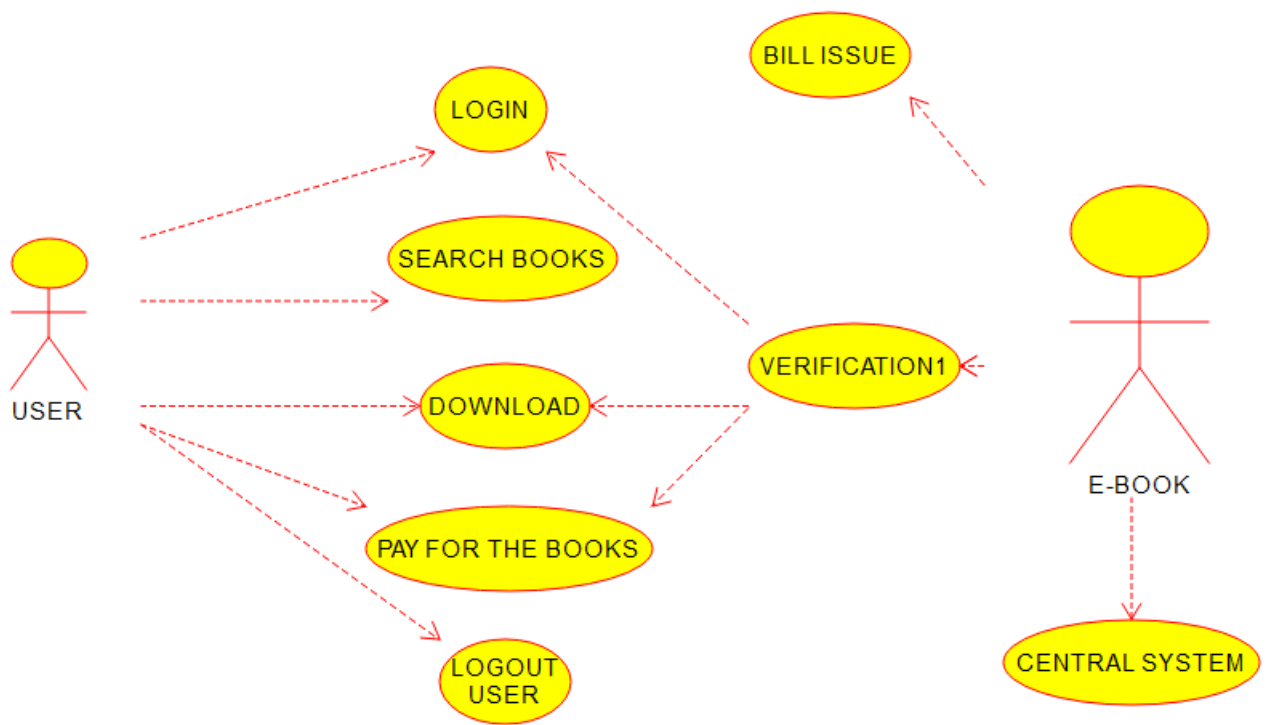 BILL ISSUE
LOGIN
SEARCH BOOKS
VERIFICATION1
DOWNLOAD
USER
E-BOOK
PAY FOR THE BOOKS
LOGOUT
USER
CENTRAL SYSTEM